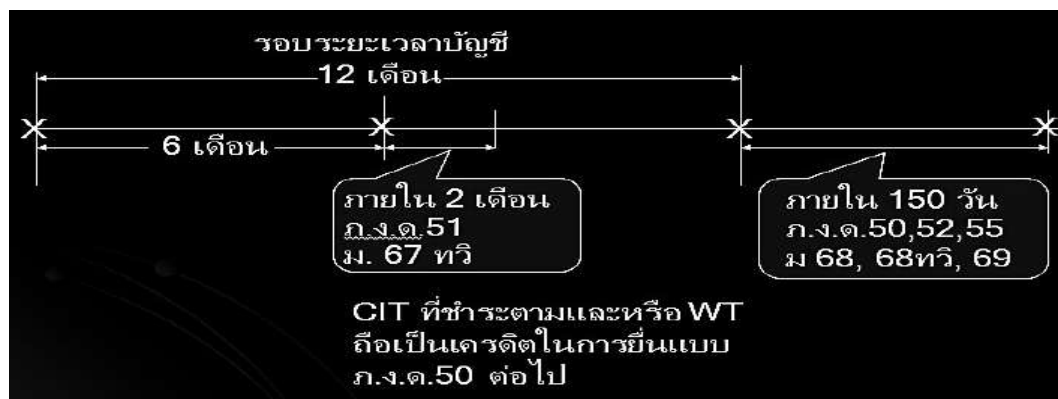 รอบระยะเวลาบัญชี
12 เดือน
6 เดือน
ภายใน 2 เดือน
ภ.ง.ด.51
ม. 67 ทวิ
ภายใน 150 วัน
ภ.ง.ด.50,52,55
ม 68, 68ทวิ, 69
CIT ที่ชำระตามและหรือ WT
ถือเป็นเครดิตในการยื่นแบบ
ภ.ง.ด.50 ต่อไป